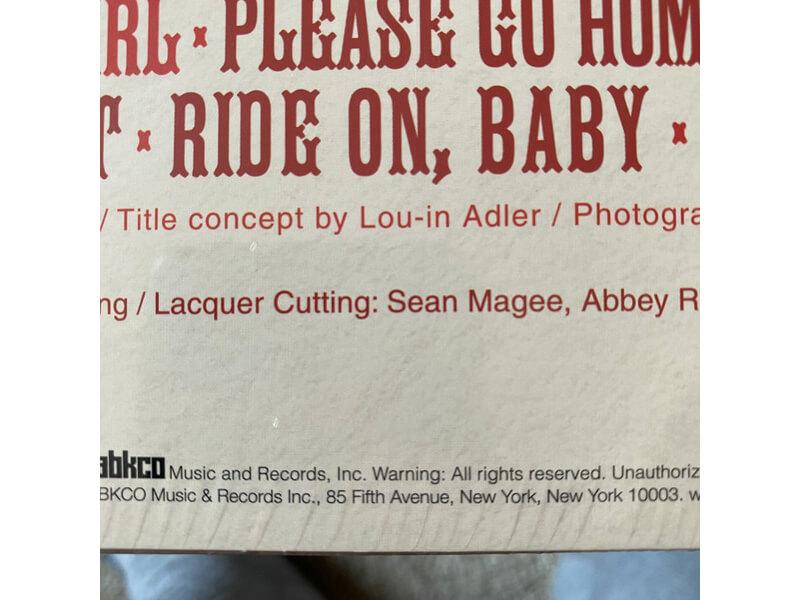 RL · PLEASE GO HOM
T · RIDE ON, BABY ·
/ Title concept by Lou-in Adler / Photogra
ng / Lacquer Cutting: Sean Magee, Abbey R
abkco Music and Records, Inc. Warning: All rights reserved. Unauthoriz
BKCO Music & Records Inc., 85 Fifth Avenue, New York, New York 10003. w